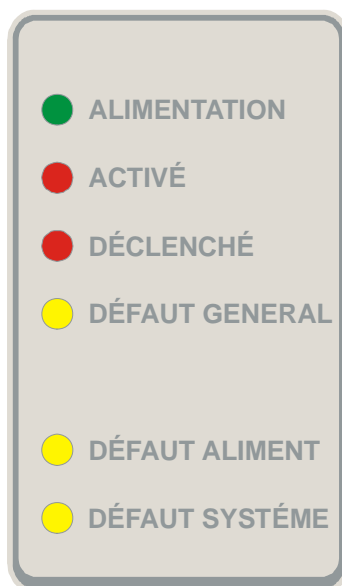 ALIMENTATION
ACTIVÉ
DÉCLENCHÉ
DÉFAUT GENERAL
DÉFAUT ALIMENT
DÉFAUT SYSTÉME